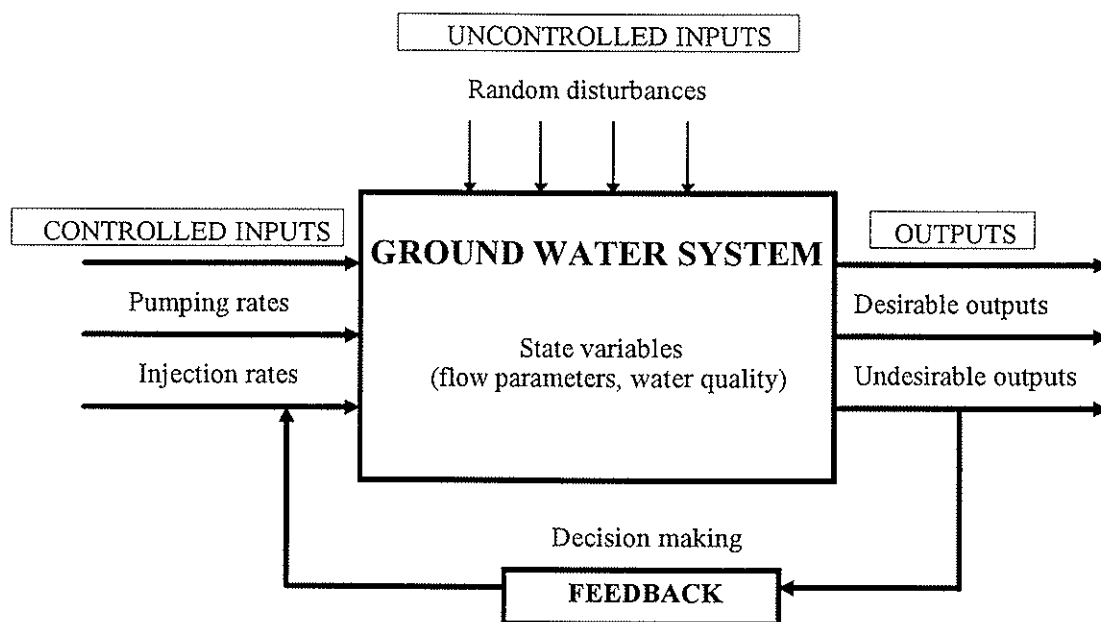 UNCONTROLLED INPUTS
Random disturbances
CONTROLLED INPUTS
GROUND WATER SYSTEM
OUTPUTS
Pumping rates
Desirable outputs
State variables
(flow parameters, water quality)
Injection rates
Undesirable outputs
Decision making
FEEDBACK